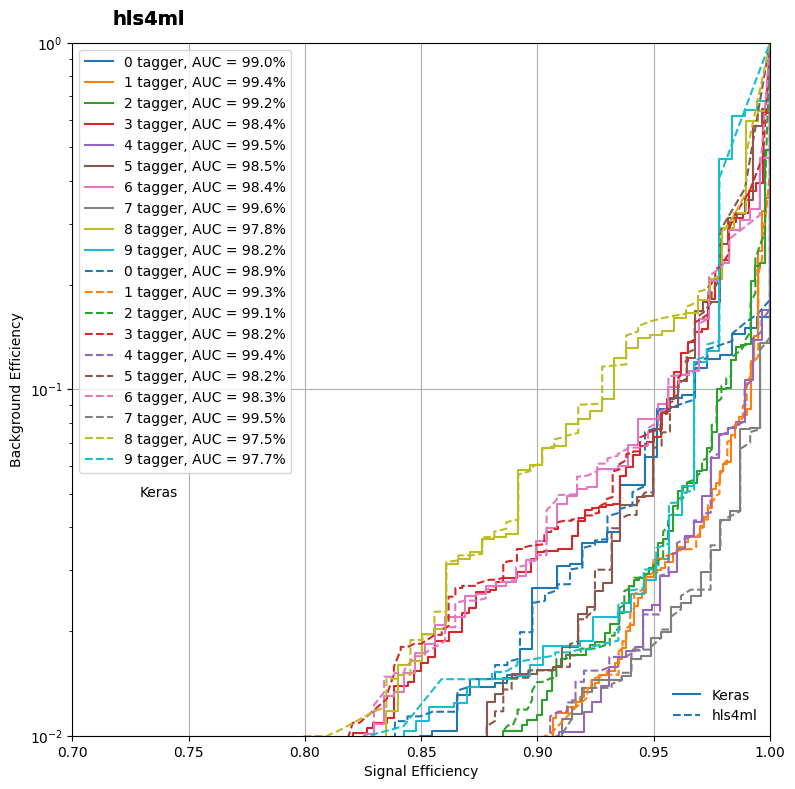 hls4ml
10⁰
0 tagger, AUC = 99.0%
1 tagger, AUC = 99.4%
2 tagger, AUC = 99.2%
3 tagger, AUC = 98.4%
4 tagger, AUC = 99.5%
5 tagger, AUC = 98.5%
6 tagger, AUC = 98.4%
7 tagger, AUC = 99.6%
8 tagger, AUC = 97.8%
9 tagger, AUC = 98.2%
0 tagger, AUC = 98.9%
1 tagger, AUC = 99.3%
2 tagger, AUC = 99.1%
3 tagger, AUC = 98.2%
4 tagger, AUC = 99.4%
5 tagger, AUC = 98.2%
6 tagger, AUC = 98.3%
7 tagger, AUC = 99.5%
8 tagger, AUC = 97.5%
9 tagger, AUC = 97.7%
Background Efficiency
10⁻¹
Keras
Keras
hls4ml
10⁻²
0.70 0.75 0.80 0.85 0.90 0.95 1.00
Signal Efficiency